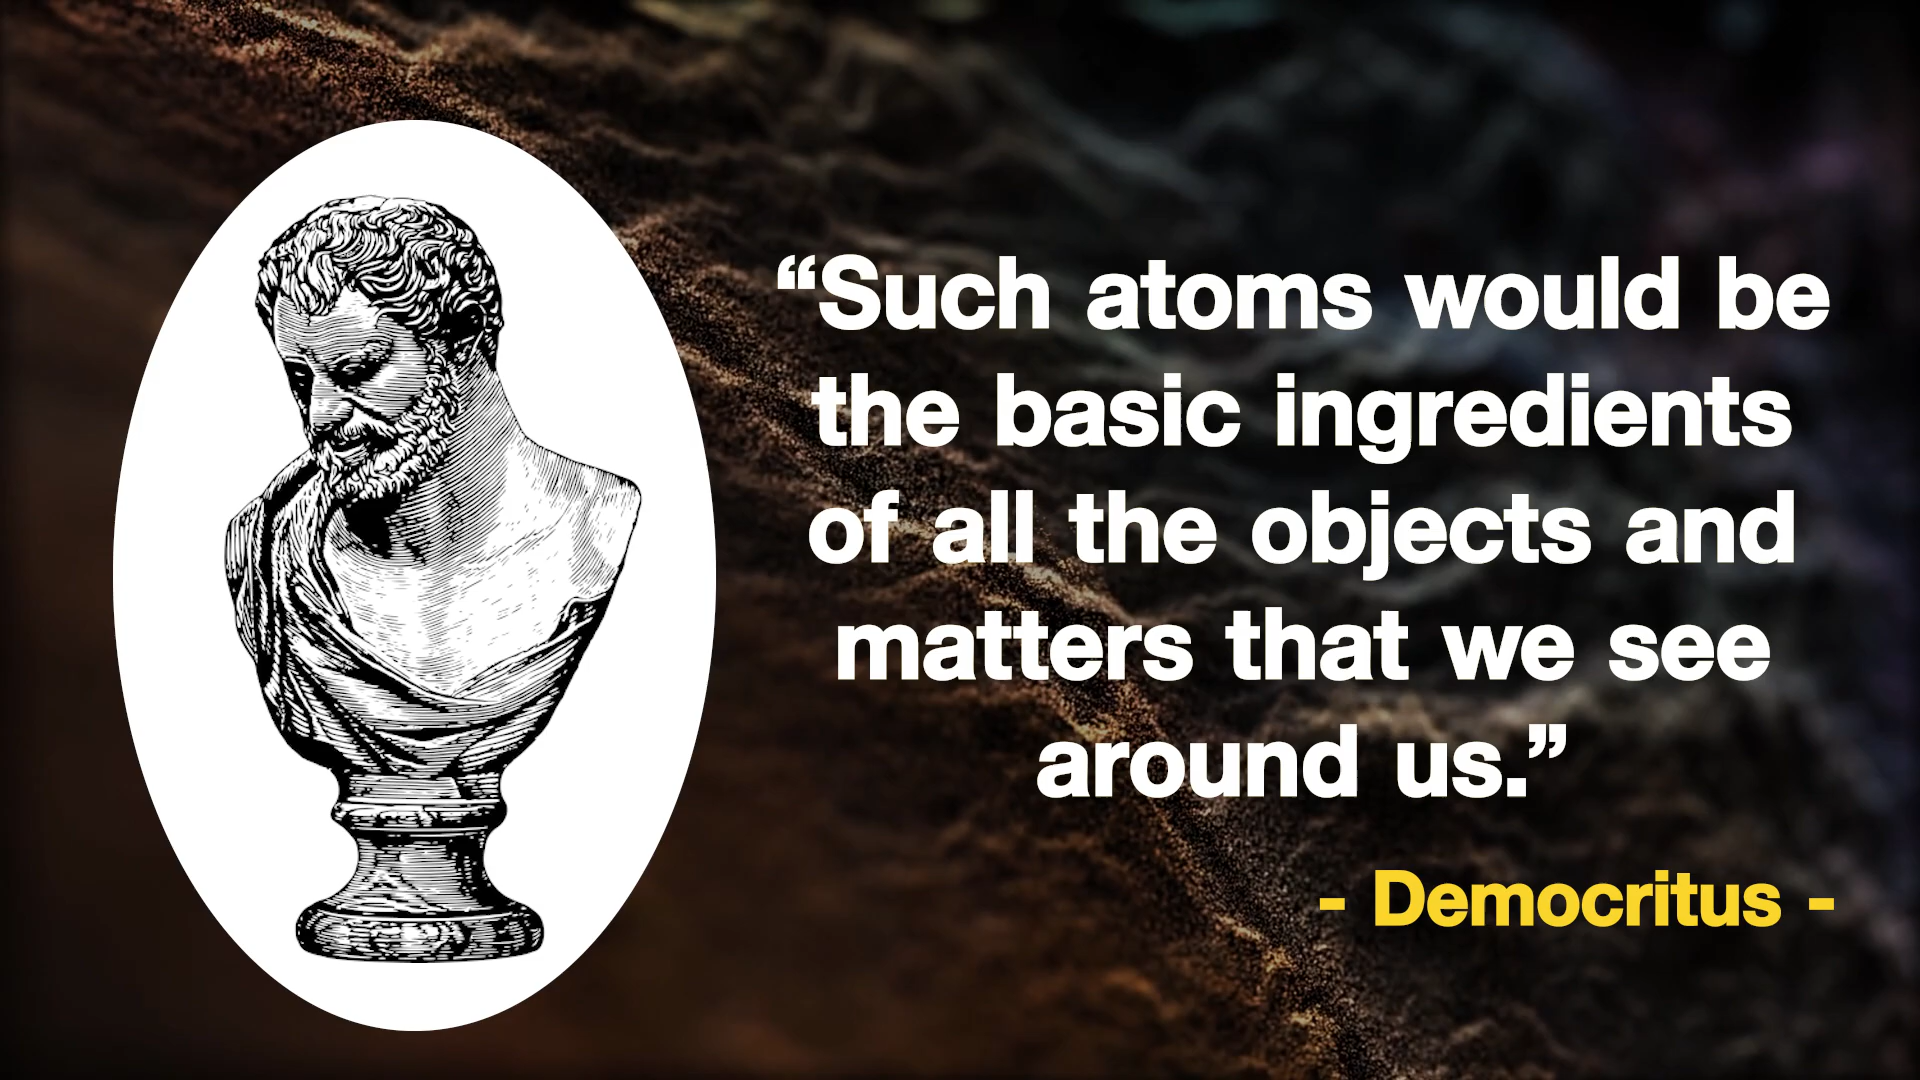 “Such atoms would be
the basic ingredients
of all the objects and
matters that we see
around us.”
- Democritus -